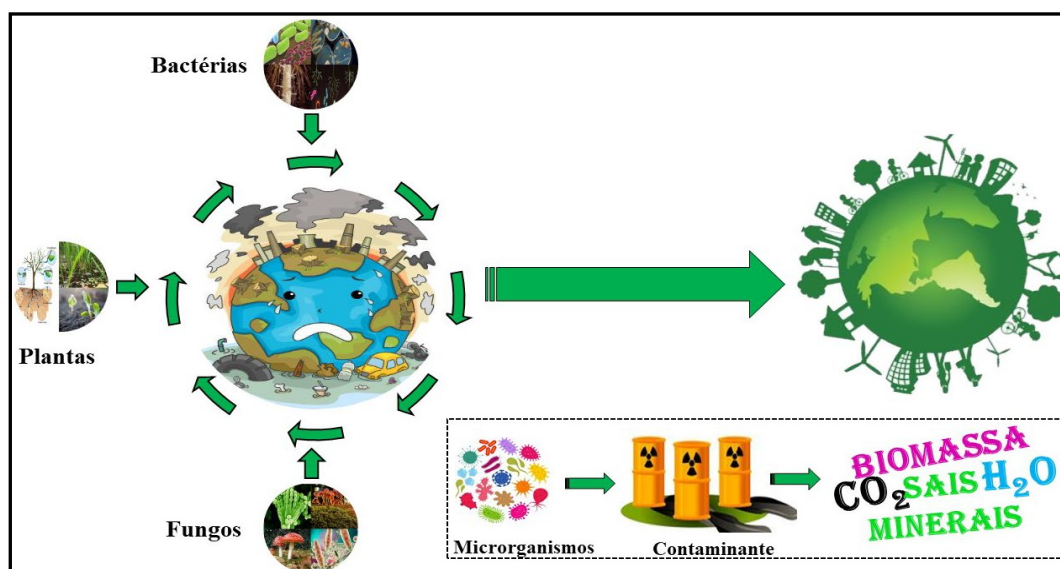 Bactérias
Plantas
Fungos
Microrganismos
Contaminante
BIOMASSA
CO₂ SAIS H₂O
MINERAIS